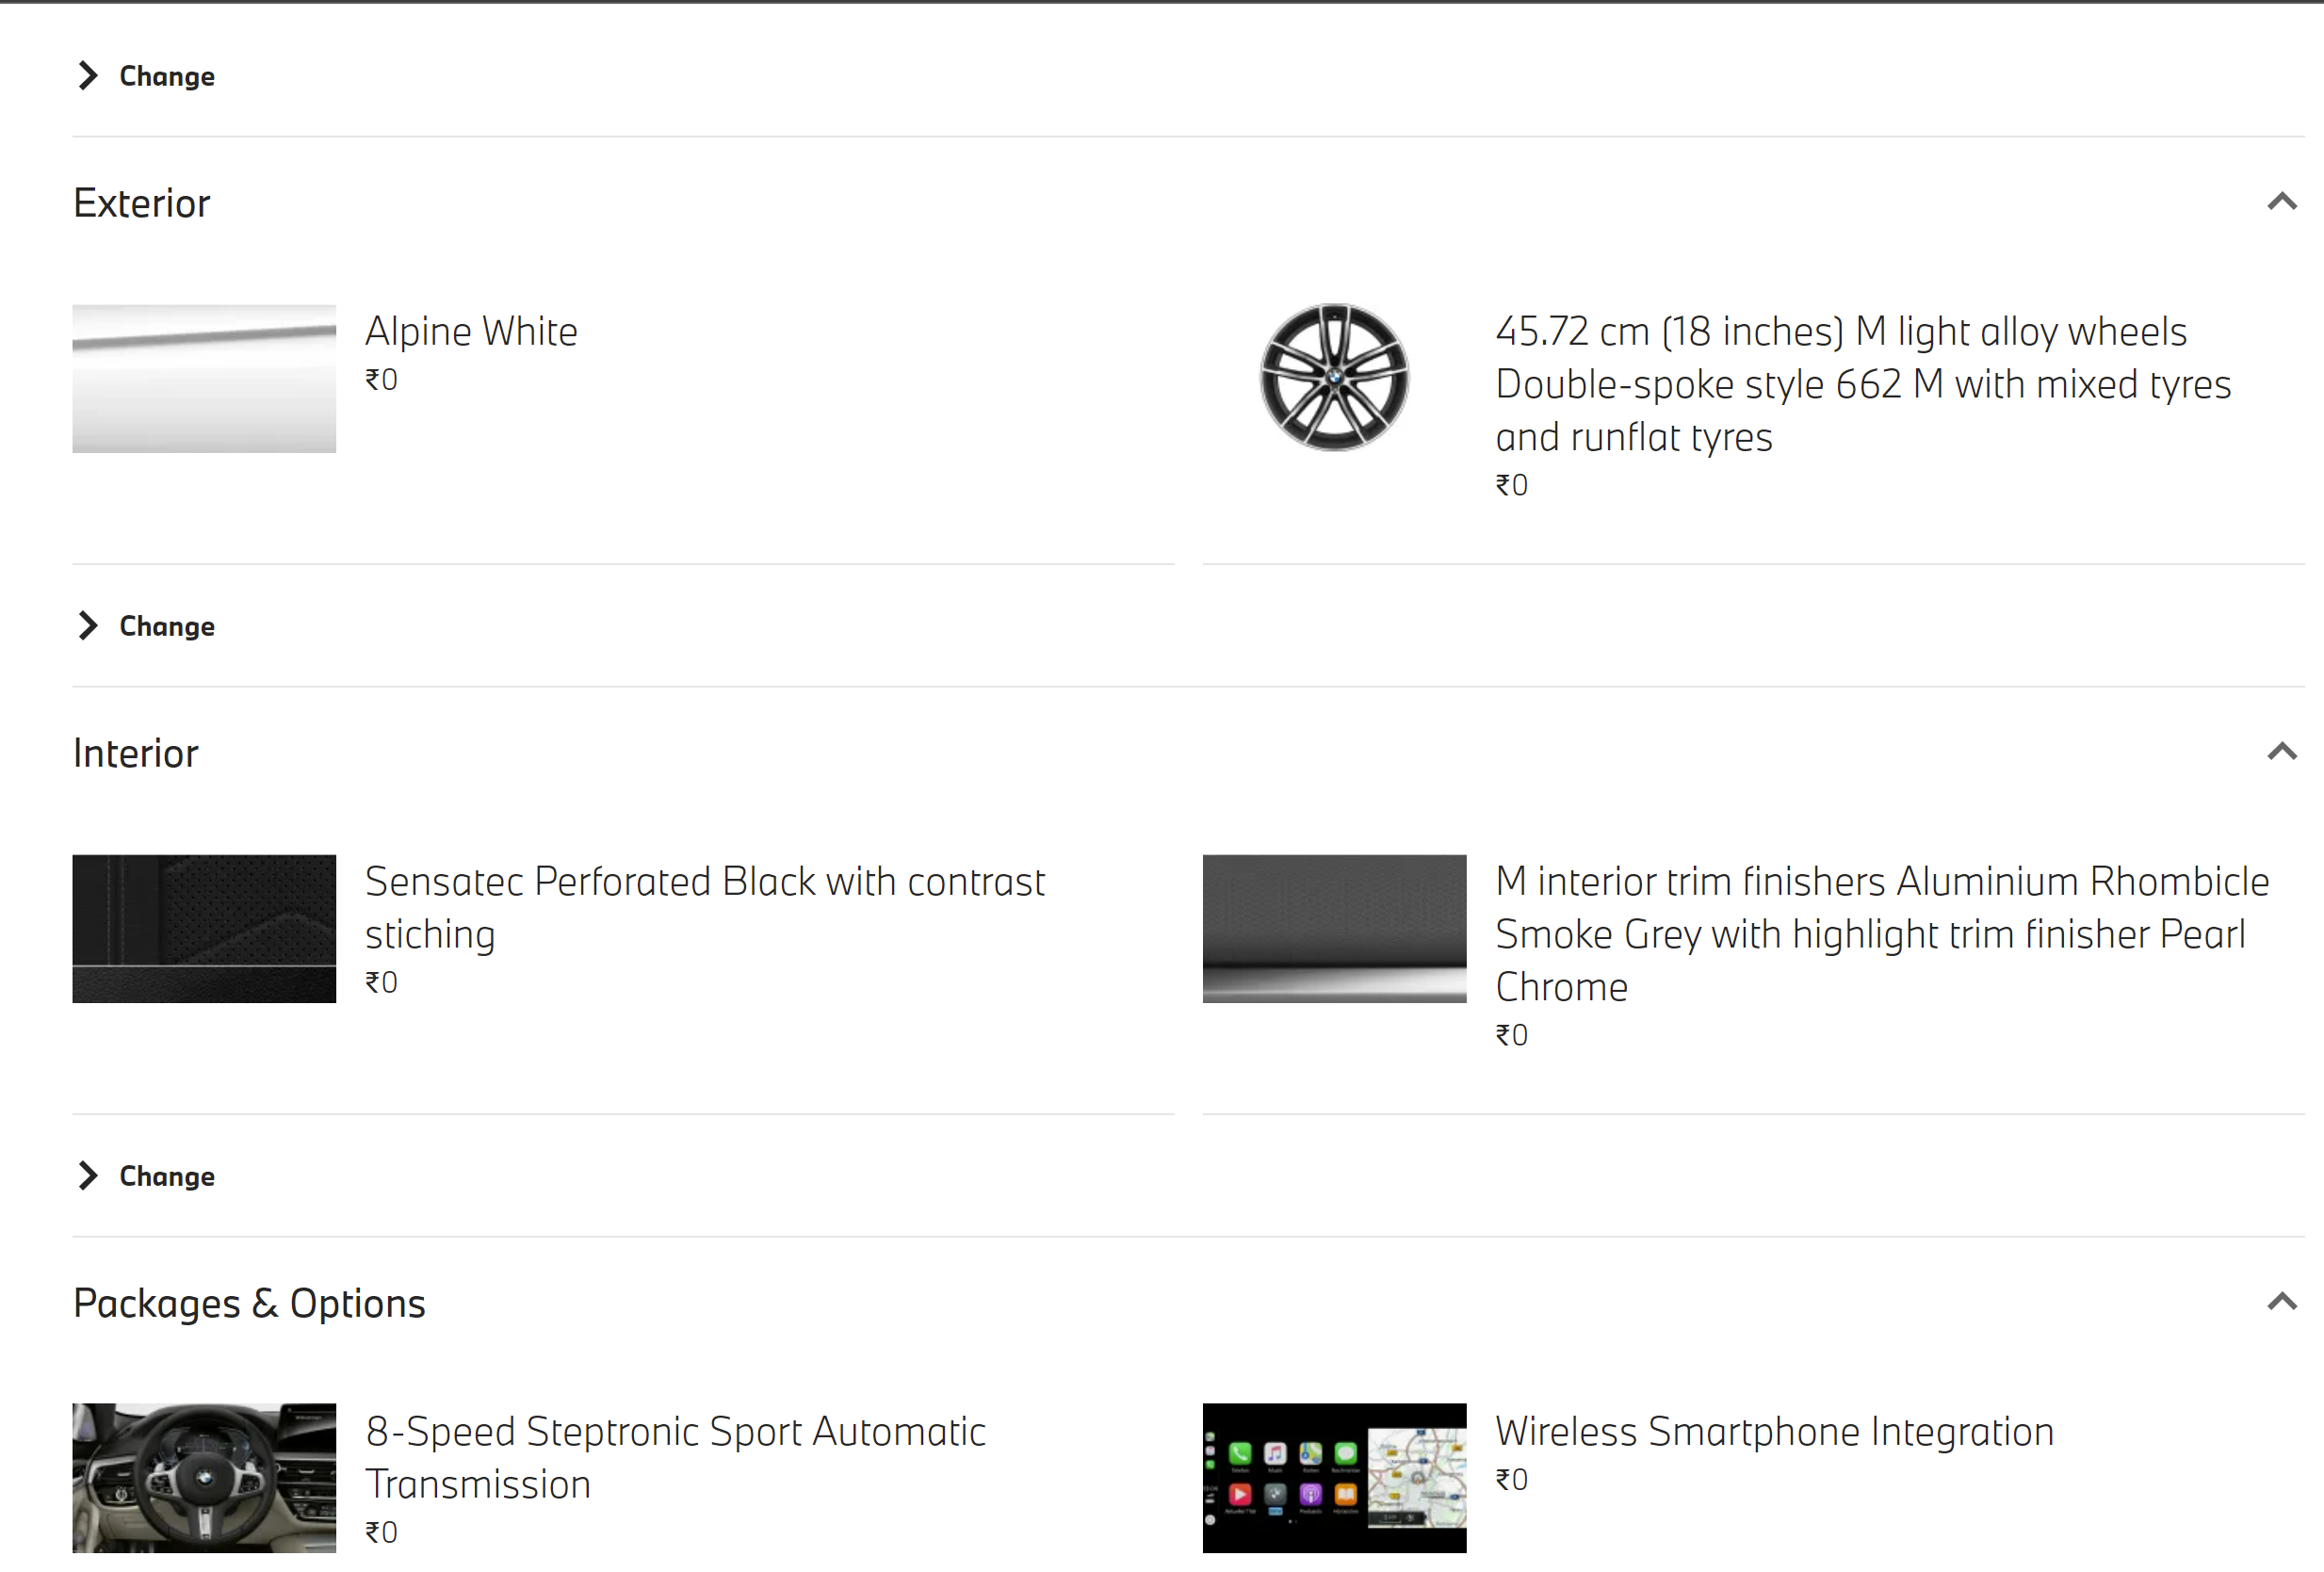 Change
Exterior
Alpine White
₹0
45.72 cm (18 inches) M light alloy wheels
Double-spoke style 662 M with mixed tyres
and runflat tyres
₹0
Change
Interior
Sensatec Perforated Black with contrast
stiching
₹0
M interior trim finishers Aluminium Rhombicle
Smoke Grey with highlight trim finisher Pearl
Chrome
₹0
Change
Packages & Options
8-Speed Steptronic Sport Automatic
Transmission
₹0
Wireless Smartphone Integration
₹0